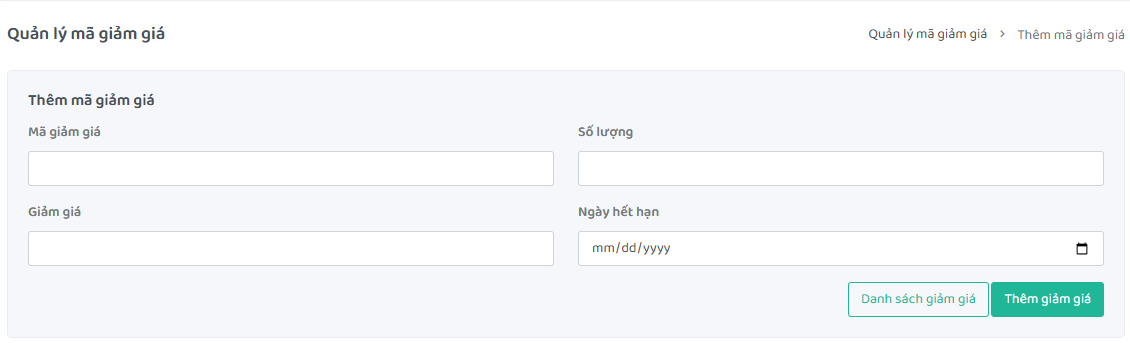 Quản lý mã giảm giá
Quản lý mã giảm giá > Thêm mã giảm giá
Thêm mã giảm giá
Mã giảm giá
Số lượng
Giảm giá
Ngày hết hạn
mm/dd/yyyy
Danh sách giảm giá
Thêm giảm giá